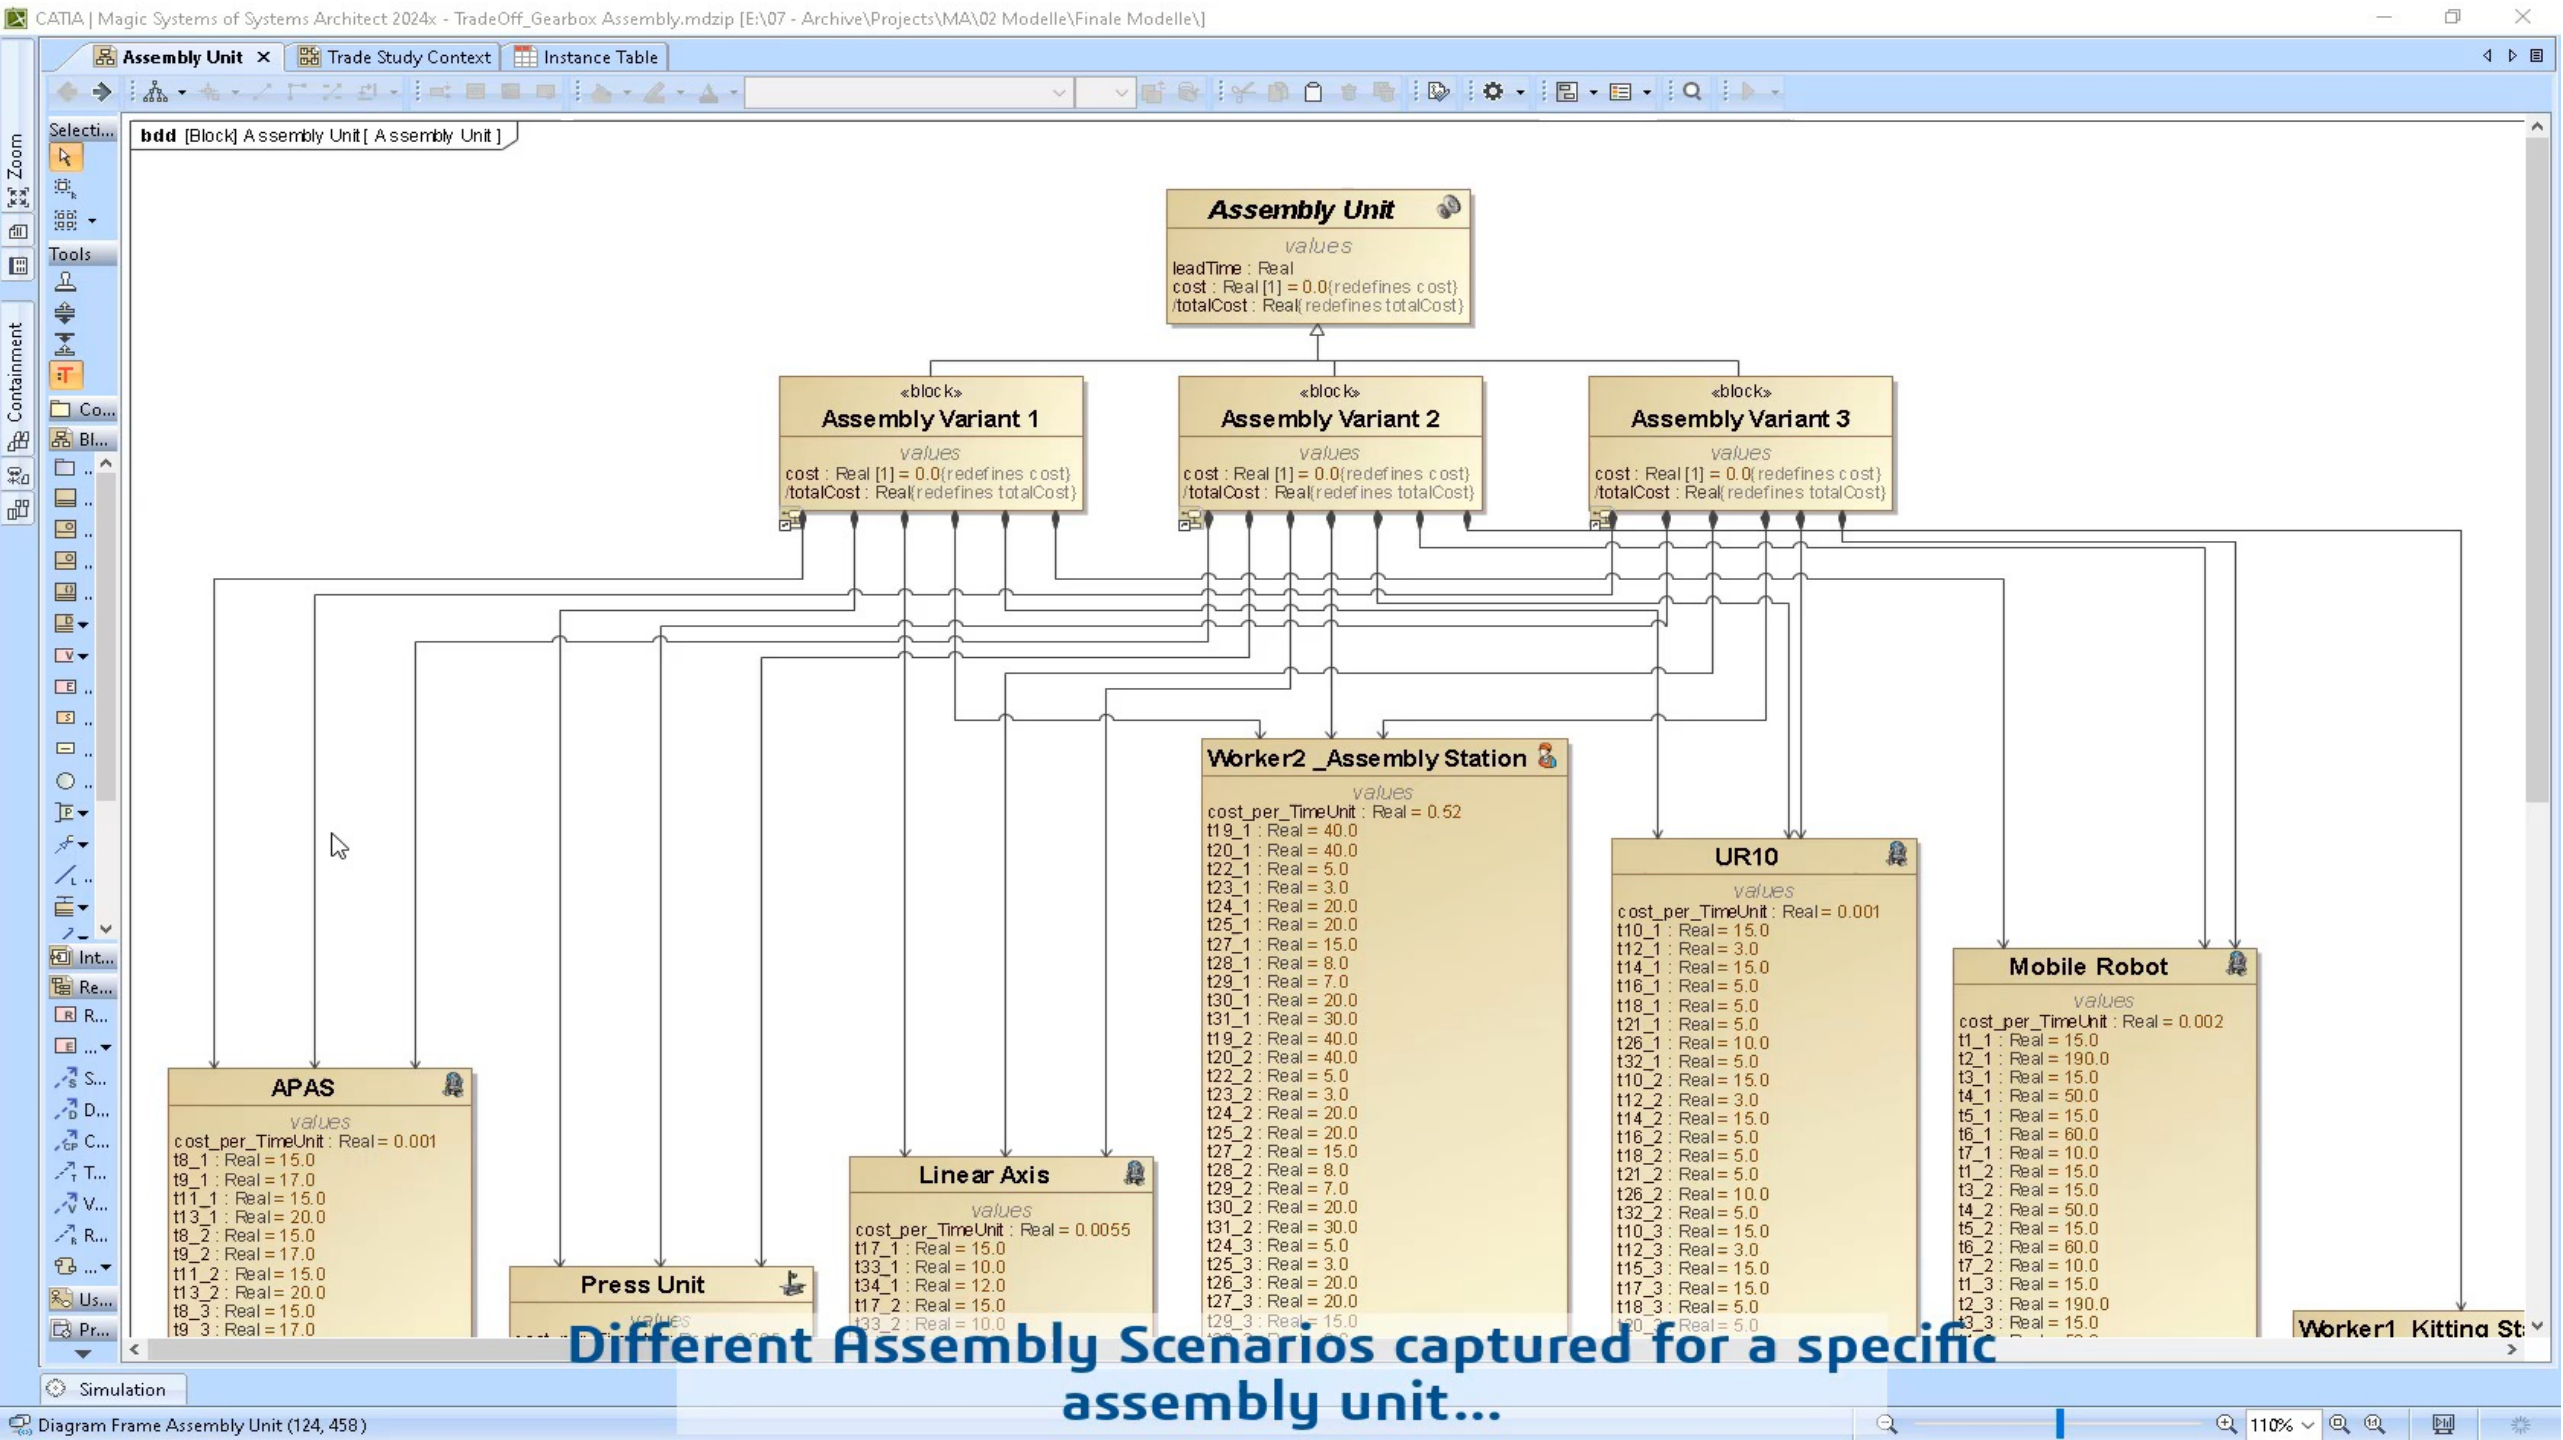 CATIA | Magic Systems of Systems Architect 2024x - TradeOff_Gearbox Assembly.mdzip [E:\07 - Archive\Projects\MA\02 Modelle\Finale Modelle\]
Assembly Unit
Trade Study Context
Instance Table
Zoom
Containment
Selecti...
Tools
Co...
Bl...
Int...
Re...
R...
S...
D...
C...
T...
V...
R...
Us...
Pr...
bdd [Block] Assembly Unit[ Assembly Unit ]
Assembly Unit
values
leadTime : Real
cost : Real [1] = 0.0{redefines cost}
/totalCost : Real{redefines totalCost}
«block»
Assembly Variant 1
values
cost : Real [1] = 0.0{redefines cost}
/totalCost : Real{redefines totalCost}
«block»
Assembly Variant 2
values
cost : Real [1] = 0.0{redefines cost}
/totalCost : Real{redefines totalCost}
«block»
Assembly Variant 3
values
cost : Real [1] = 0.0{redefines cost}
/totalCost : Real{redefines totalCost}
APAS
values
cost_per_TimeUnit : Real = 0.001
t8_1 : Real = 15.0
t9_1 : Real = 17.0
t11_1 : Real = 15.0
t13_1 : Real = 20.0
t8_2 : Real = 15.0
t9_2 : Real = 17.0
t11_2 : Real = 15.0
t13_2 : Real = 20.0
t8_3 : Real = 15.0
t9_3 : Real = 17.0
Press Unit
values
Linear Axis
values
cost_per_TimeUnit : Real = 0.0055
t17_1 : Real = 15.0
t33_1 : Real = 10.0
t34_1 : Real = 12.0
t17_2 : Real = 15.0
t33_2 : Real = 10.0
Worker2 _Assembly Station
values
cost_per_TimeUnit : Real = 0.52
t19_1 : Real = 40.0
t20_1 : Real = 40.0
t22_1 : Real = 5.0
t23_1 : Real = 3.0
t24_1 : Real = 20.0
t25_1 : Real = 20.0
t27_1 : Real = 15.0
t28_1 : Real = 8.0
t29_1 : Real = 7.0
t30_1 : Real = 20.0
t31_1 : Real = 30.0
t19_2 : Real = 40.0
t20_2 : Real = 40.0
t22_2 : Real = 5.0
t23_2 : Real = 3.0
t24_2 : Real = 20.0
t25_2 : Real = 20.0
t27_2 : Real = 15.0
t28_2 : Real = 8.0
t29_2 : Real = 7.0
t30_2 : Real = 20.0
t31_2 : Real = 30.0
t24_3 : Real = 5.0
t25_3 : Real = 3.0
t26_3 : Real = 20.0
t27_3 : Real = 20.0
t29_3 : Real = 15.0
UR10
values
cost_per_TimeUnit : Real = 0.001
t10_1 : Real = 15.0
t12_1 : Real = 3.0
t14_1 : Real = 15.0
t16_1 : Real = 5.0
t18_1 : Real = 5.0
t21_1 : Real = 5.0
t26_1 : Real = 10.0
t32_1 : Real = 5.0
t10_2 : Real = 15.0
t12_2 : Real = 3.0
t14_2 : Real = 15.0
t16_2 : Real = 5.0
t18_2 : Real = 5.0
t21_2 : Real = 5.0
t26_2 : Real = 10.0
t32_2 : Real = 5.0
t10_3 : Real = 15.0
t12_3 : Real = 3.0
t15_3 : Real = 15.0
t17_3 : Real = 15.0
t18_3 : Real = 5.0
t20_3 : Real = 5.0
Mobile Robot
values
cost_per_TimeUnit : Real = 0.002
t1_1 : Real = 15.0
t2_1 : Real = 190.0
t3_1 : Real = 15.0
t4_1 : Real = 50.0
t5_1 : Real = 15.0
t6_1 : Real = 60.0
t7_1 : Real = 10.0
t1_2 : Real = 15.0
t3_2 : Real = 15.0
t4_2 : Real = 50.0
t5_2 : Real = 15.0
t6_2 : Real = 60.0
t7_2 : Real = 10.0
t1_3 : Real = 15.0
t2_3 : Real = 190.0
t3_3 : Real = 15.0
Worker1_Kitting St
Different Assembly Scenarios captured for a specific
assembly unit...
Simulation
Diagram Frame Assembly Unit (124, 458)
110%